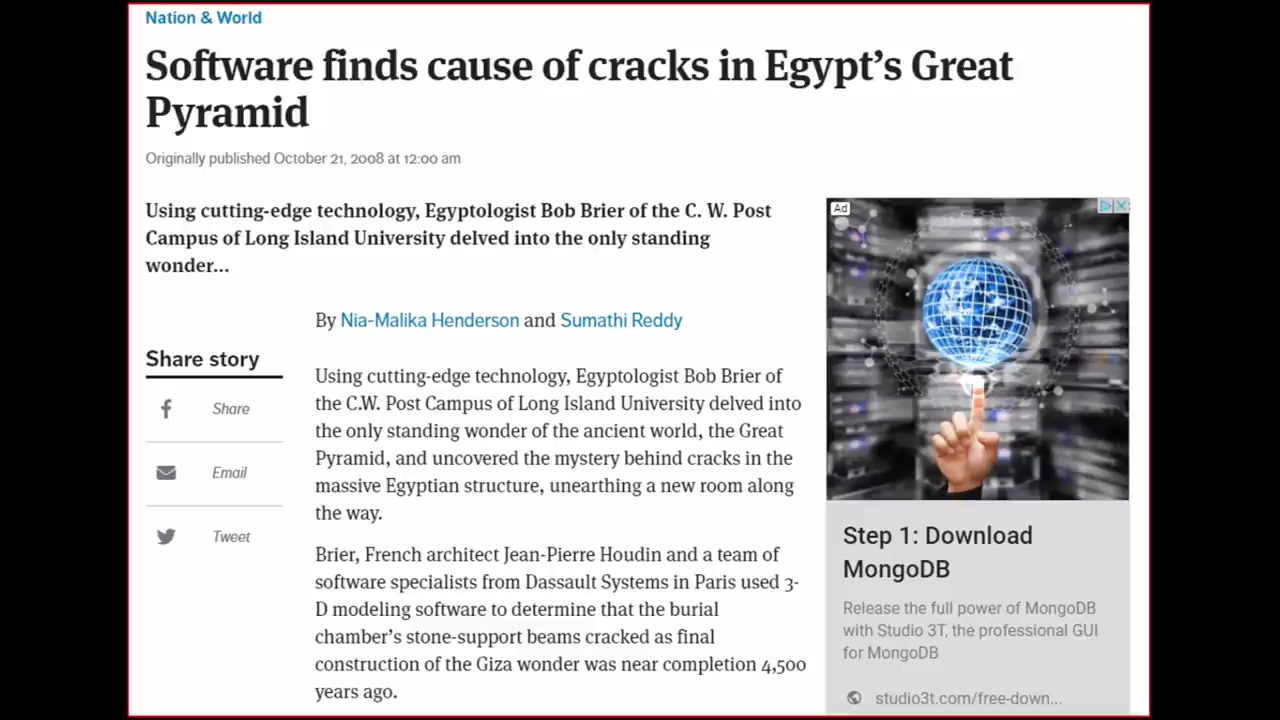 Nation & World
Software finds cause of cracks in Egypt’s Great
Pyramid
Originally published October 21, 2008 at 12:00 am
Using cutting-edge technology, Egyptologist Bob Brier of the C. W. Post
Campus of Long Island University delved into the only standing
wonder...
By Nia-Malika Henderson and Sumathi Reddy
Share story
Share
Email
Tweet
Using cutting-edge technology, Egyptologist Bob Brier of
the C.W. Post Campus of Long Island University delved into
the only standing wonder of the ancient world, the Great
Pyramid, and uncovered the mystery behind cracks in the
massive Egyptian structure, unearthing a new room along
the way.
Brier, French architect Jean-Pierre Houdin and a team of
software specialists from Dassault Systems in Paris used 3-
D modeling software to determine that the burial
chamber’s stone-support beams cracked as final
construction of the Giza wonder was near completion 4,500
years ago.
Ad
Step 1: Download
MongoDB
Release the full power of MongoDB
with Studio 3T, the professional GUI
for MongoDB
studio3t.com/free-down...